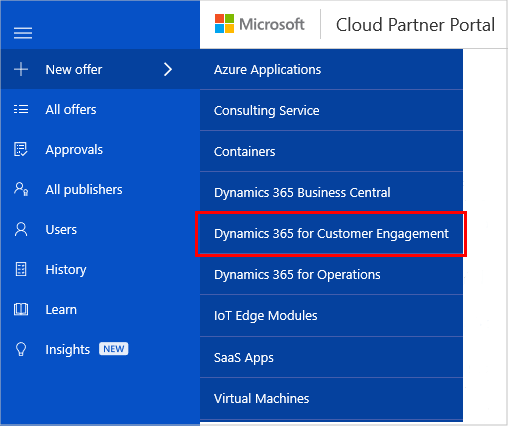 Microsoft
Cloud Partner Portal
New offer
All offers
Approvals
All publishers
Users
History
Learn
Insights NEW
Azure Applications
Consulting Service
Containers
Dynamics 365 Business Central
Dynamics 365 for Customer Engagement
Dynamics 365 for Operations
IoT Edge Modules
SaaS Apps
Virtual Machines